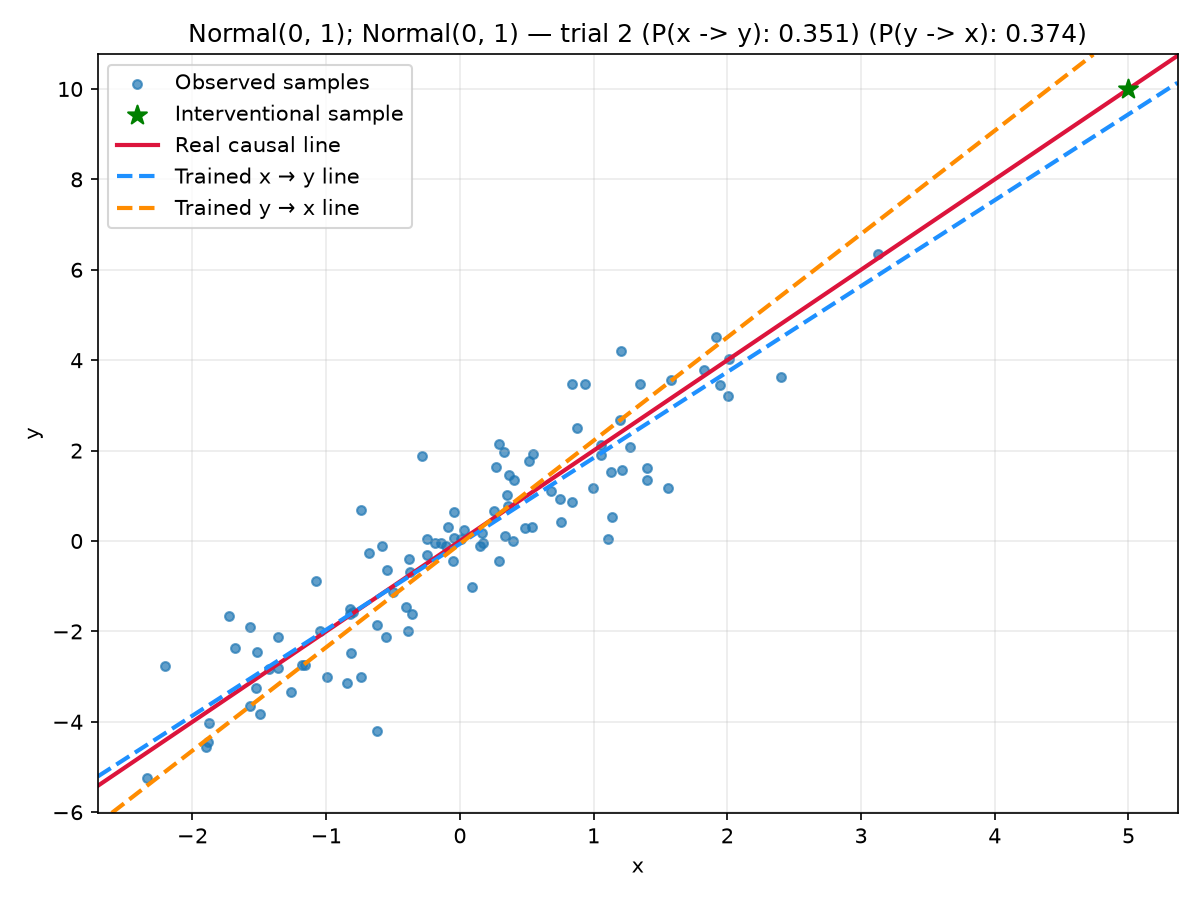 Normal(0, 1); Normal(0, 1) — trial 2 (P(x -> y): 0.351) (P(y -> x): 0.374)
Observed samples
Interventional sample
Real causal line
Trained x → y line
Trained y → x line
10
8
6
4
2
0
−2
−4
−6
y
−2 −1 0 1 2 3 4 5
x